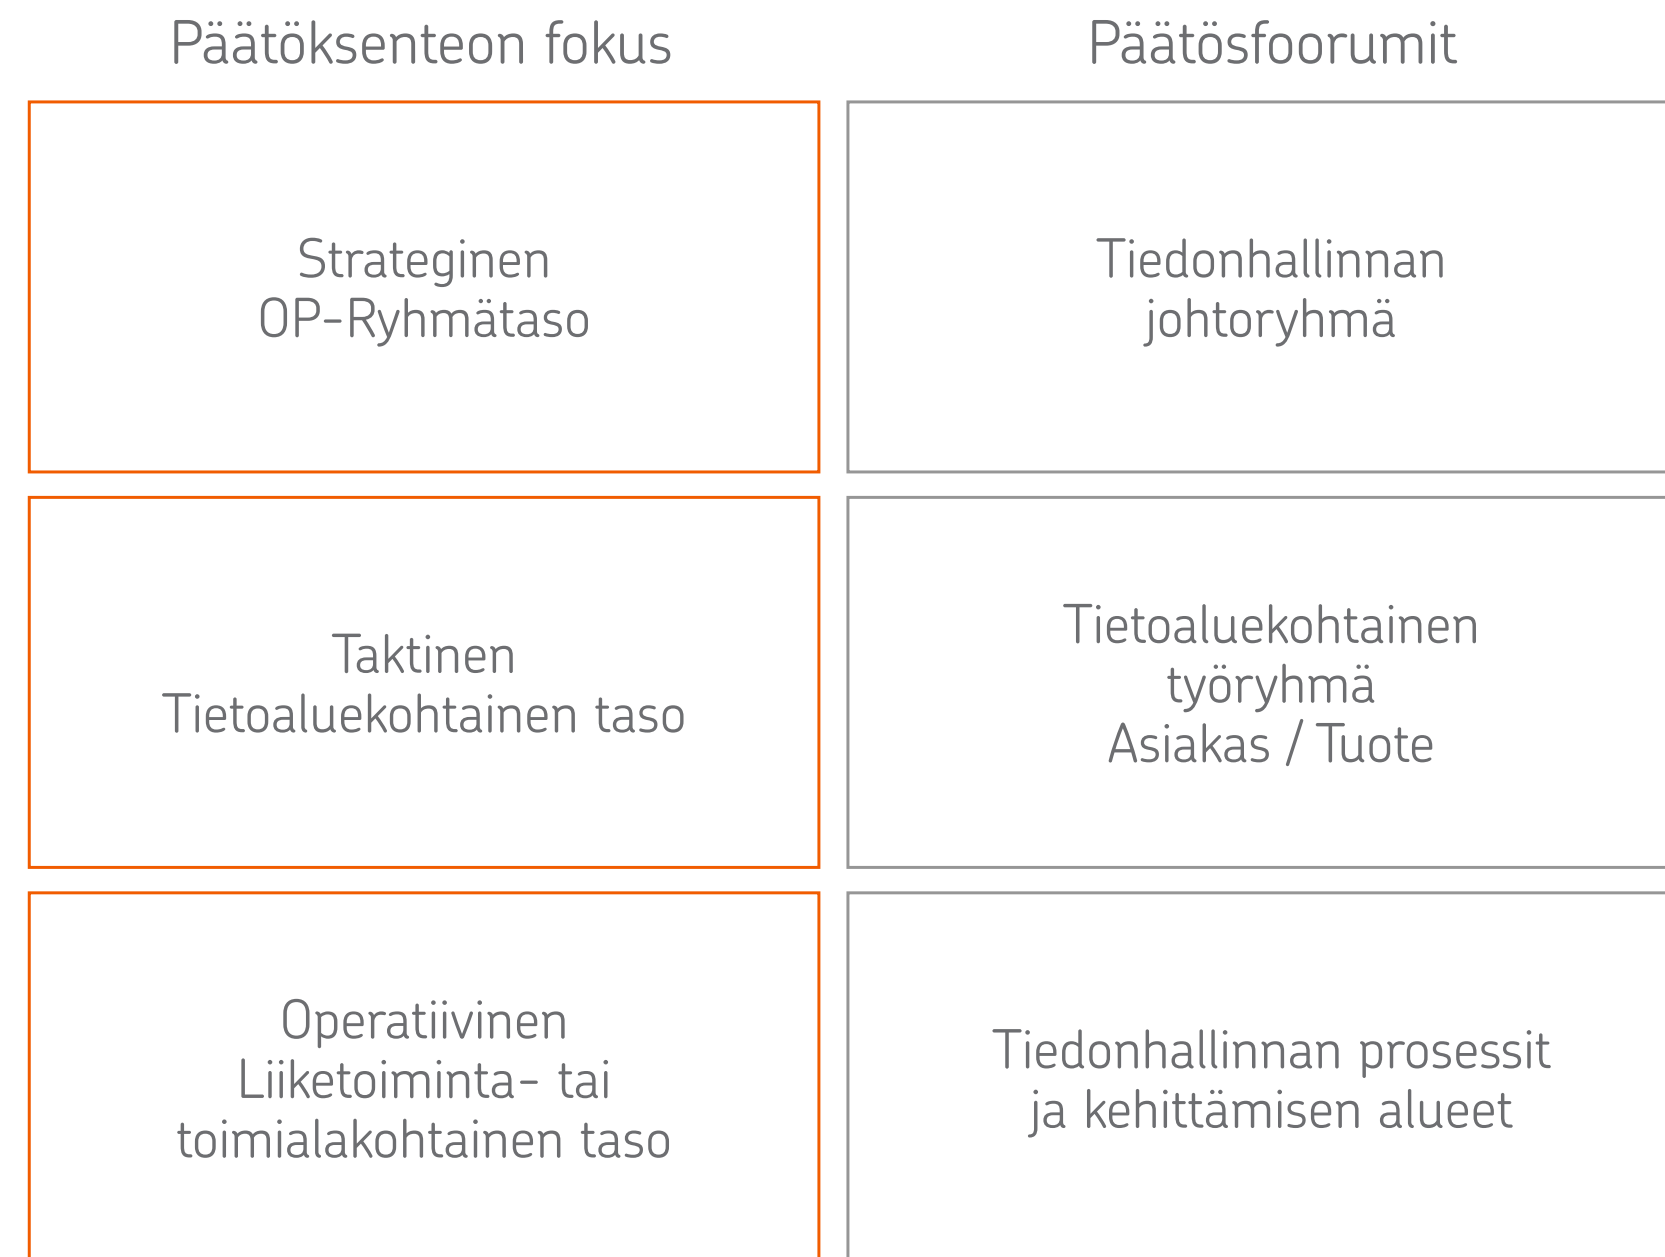 Päätöksenteon fokus
Päätösfoorumit
Strateginen
OP-Ryhmätaso
Tiedonhallinnan
johtoryhmä
Taktinen
Tietoaluekohtainen taso
Tietoaluekohtainen
työryhmä
Asiakas / Tuote
Operatiivinen
Liiketoiminta- tai
toimialakohtainen taso
Tiedonhallinnan prosessit
ja kehittämisen alueet